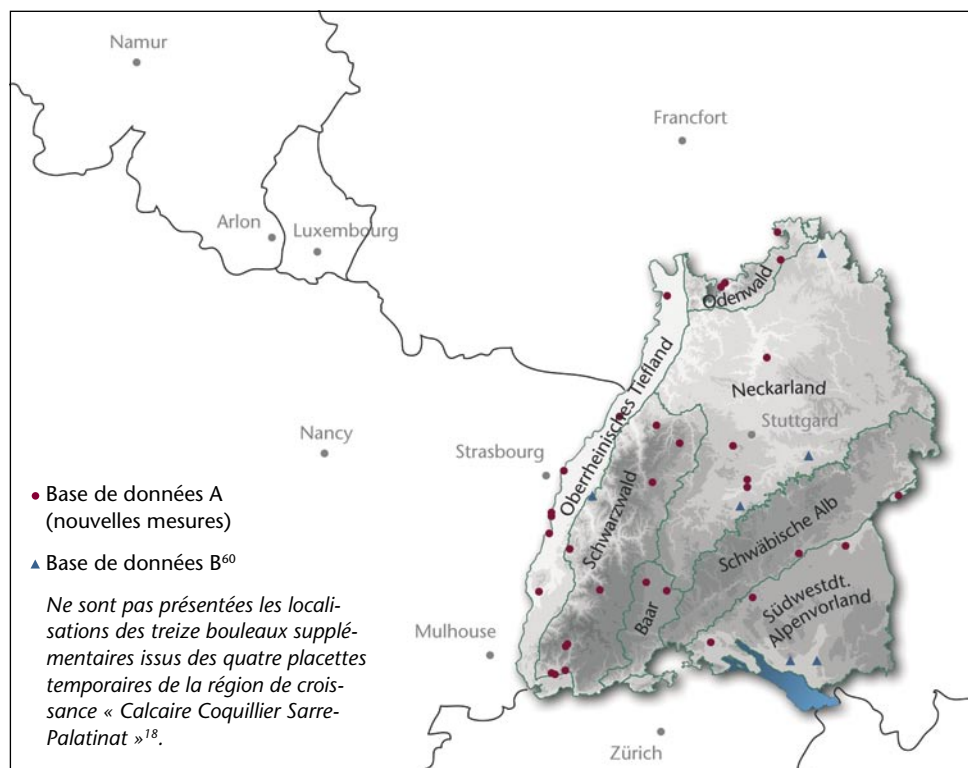 Namur
Francfort
Arlon
Luxembourg
Odenwald
Oberrheinisches Tiefland
Neckarland
Nancy
Stuttgard
Strasbourg
• Base de données A
(nouvelles mesures)
Schwarzwald
Schwäbische Alb
▲ Base de données B60
Ne sont pas présentées les locali-
sations des treize bouleaux supplé-
mentaires issus des quatre placettes
temporaires de la région de crois-
sance « Calcaire Coquillier Sarre-
Palatinat »18.
Baar
Südwestdt.
Alpenvorland
Mulhouse
Zürich